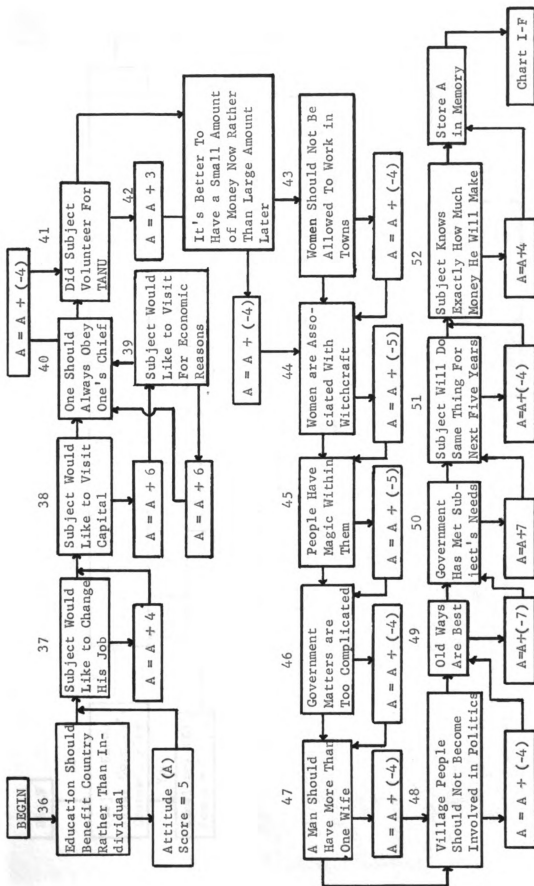 BEGIN
36
Education Should
Benefit Country
Rather Than In-
dividual
Attitude (A)
Score = 5
37
Subject Would
Like to Change
His Job
A = A + 4
38
Subject Would
Like to Visit
Capital
A = A + 6
39
Subject Would
Like to Visit
For Economic
Reasons
A = A + 6
40
One Should
Always Obey
One's Chief
A = A + (-4)
41
Did Subject
Volunteer For
TANU
42
A = A + 3
It's Better To
Have a Small Amount
of Money Now Rather
Than Large Amount
Later
A = A + (-4)
43
Women Should Not Be
Allowed To Work in
Towns
A = A + (-4)
44
Women are Asso-
ciated With
Witchcraft
A = A + (-5)
45
People Have
Magic Within
Them
A = A + (-5)
46
Government
Matters are
Too Complicated
A = A + (-4)
47
A Man Should
Have More Than
One Wife
A = A + (-4)
48
Village People
Should Not Become
Involved in Politics
A = A + (-4)
49
Old Ways
Are Best
A=A+(-7)
50
Government
Has Met Sub-
ject's Needs
A=A+7
51
Subject Will Do
Same Thing For
Next Five Years
A=A+(-4)
52
Subject Knows
Exactly How Much
Money He Will Make
A=A+4
Store A
in Memory
Chart I-F